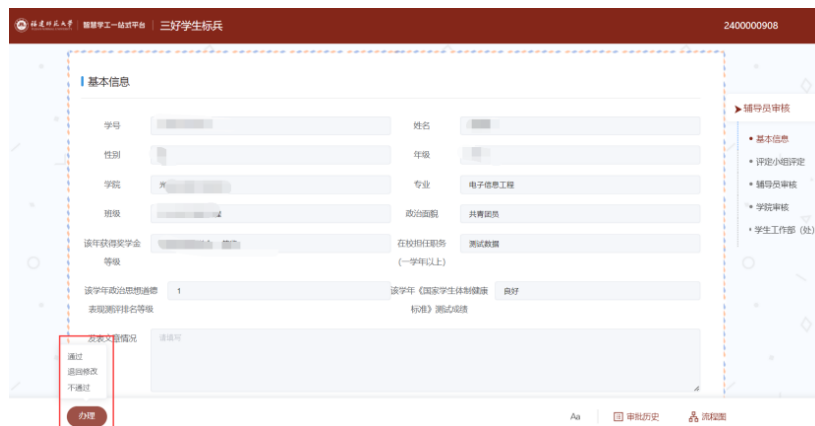 福建师范大学 智慧学工一站式平台 三好学生标兵 2400000908
基本信息
学号 姓名
性别 年级
学院 专业 电子信息工程
班级 政治面貌 共青团员
该年获得奖学金等级
在校担任职务(一学年以上) 测试数据
该学年政治思想道德表现测评排名等级 1
该学年《国家学生体制健康标准》测试成绩 良好
发表文章情况 请填写
通过
退回修改
不通过
办理
Aa 审批历史 流程图
辅导员审核
基本信息
评定小组评定
辅导员审核
学院审核
学生工作部(处)